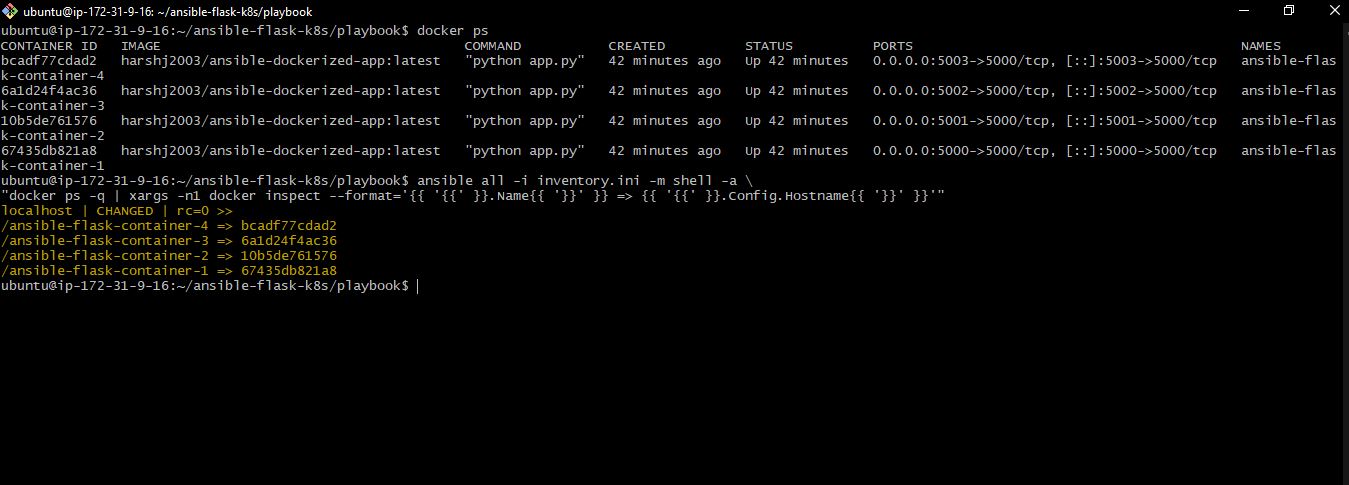 ubuntu@ip-172-31-9-16: ~/ansible-flask-k8s/playbook
ubuntu@ip-172-31-9-16:~/ansible-flask-k8s/playbook$ docker ps
CONTAINER ID   IMAGE                                   COMMAND           CREATED          STATUS          PORTS                                         NAMES
bcadf77cdad2   harshj2003/ansible-dockerized-app:latest   "python app.py"   42 minutes ago   Up 42 minutes   0.0.0.0:5003->5000/tcp, [::]:5003->5000/tcp   ansible-flas
k-container-4
6a1d24f4ac36   harshj2003/ansible-dockerized-app:latest   "python app.py"   42 minutes ago   Up 42 minutes   0.0.0.0:5002->5000/tcp, [::]:5002->5000/tcp   ansible-flas
k-container-3
10b5de761576   harshj2003/ansible-dockerized-app:latest   "python app.py"   42 minutes ago   Up 42 minutes   0.0.0.0:5001->5000/tcp, [::]:5001->5000/tcp   ansible-flas
k-container-2
67435db821a8   harshj2003/ansible-dockerized-app:latest   "python app.py"   42 minutes ago   Up 42 minutes   0.0.0.0:5000->5000/tcp, [::]:5000->5000/tcp   ansible-flas
k-container-1
ubuntu@ip-172-31-9-16:~/ansible-flask-k8s/playbook$ ansible all -i inventory.ini -m shell -a \
"docker ps -q | xargs -n1 docker inspect --format='{{ '{{' }}.Name{{ '}}' }} => {{ '{{' }}.Config.Hostname{{ '}}' }}'"
localhost | CHANGED | rc=0 >>
/ansible-flask-container-4 => bcadf77cdad2
/ansible-flask-container-3 => 6a1d24f4ac36
/ansible-flask-container-2 => 10b5de761576
/ansible-flask-container-1 => 67435db821a8
ubuntu@ip-172-31-9-16:~/ansible-flask-k8s/playbook$